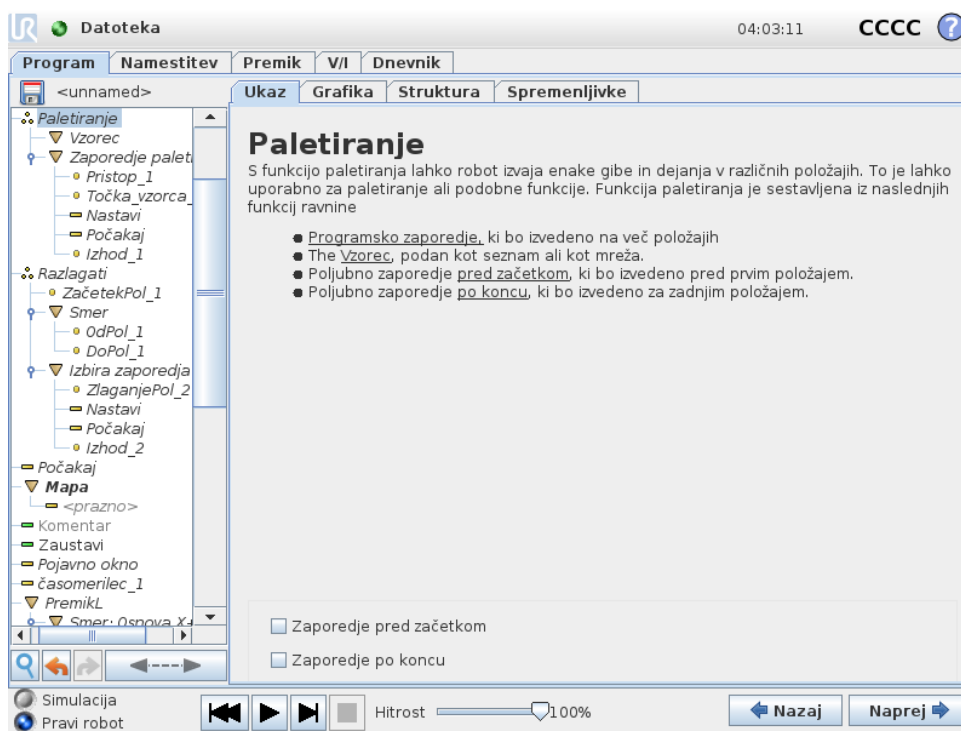 UR Datoteka 04:03:11 CCCC ?
Program Namestitev Premik V/I Dnevnik
<unnamed> Ukaz Grafika Struktura Spremenljivke
Paletiranje
Vzorec
Zaporedje paleti
Pristop_1
Točka_vzorca_
Nastavi
Počakaj
Izhod_1
Razlagati
ZačetekPol_1
Smer
OdPol_1
DoPol_1
Izbira zaporedja
ZlaganjePol_2
Nastavi
Počakaj
Izhod_2
Počakaj
Mapa
<prazno>
Komentar
Zaustavi
Pojavno okno
časomerilec_1
PremikL
Smer: Osnova X+
Paletiranje
S funkcijo paletiranja lahko robot izvaja enake gibe in dejanja v različnih položajih. To je lahko
uporabno za paletiranje ali podobne funkcije. Funkcija paletiranja je sestavljena iz naslednjih
funkcij ravnine
Programsko zaporedje, ki bo izvedeno na več položajih
The Vzorec, podan kot seznam ali kot mreža.
Poljubno zaporedje pred začetkom, ki bo izvedeno pred prvim položajem.
Poljubno zaporedje po koncu, ki bo izvedeno za zadnjim položajem.
Zaporedje pred začetkom
Zaporedje po koncu
Simulacija
Pravi robot
Hitrost 100%
Nazaj Naprej